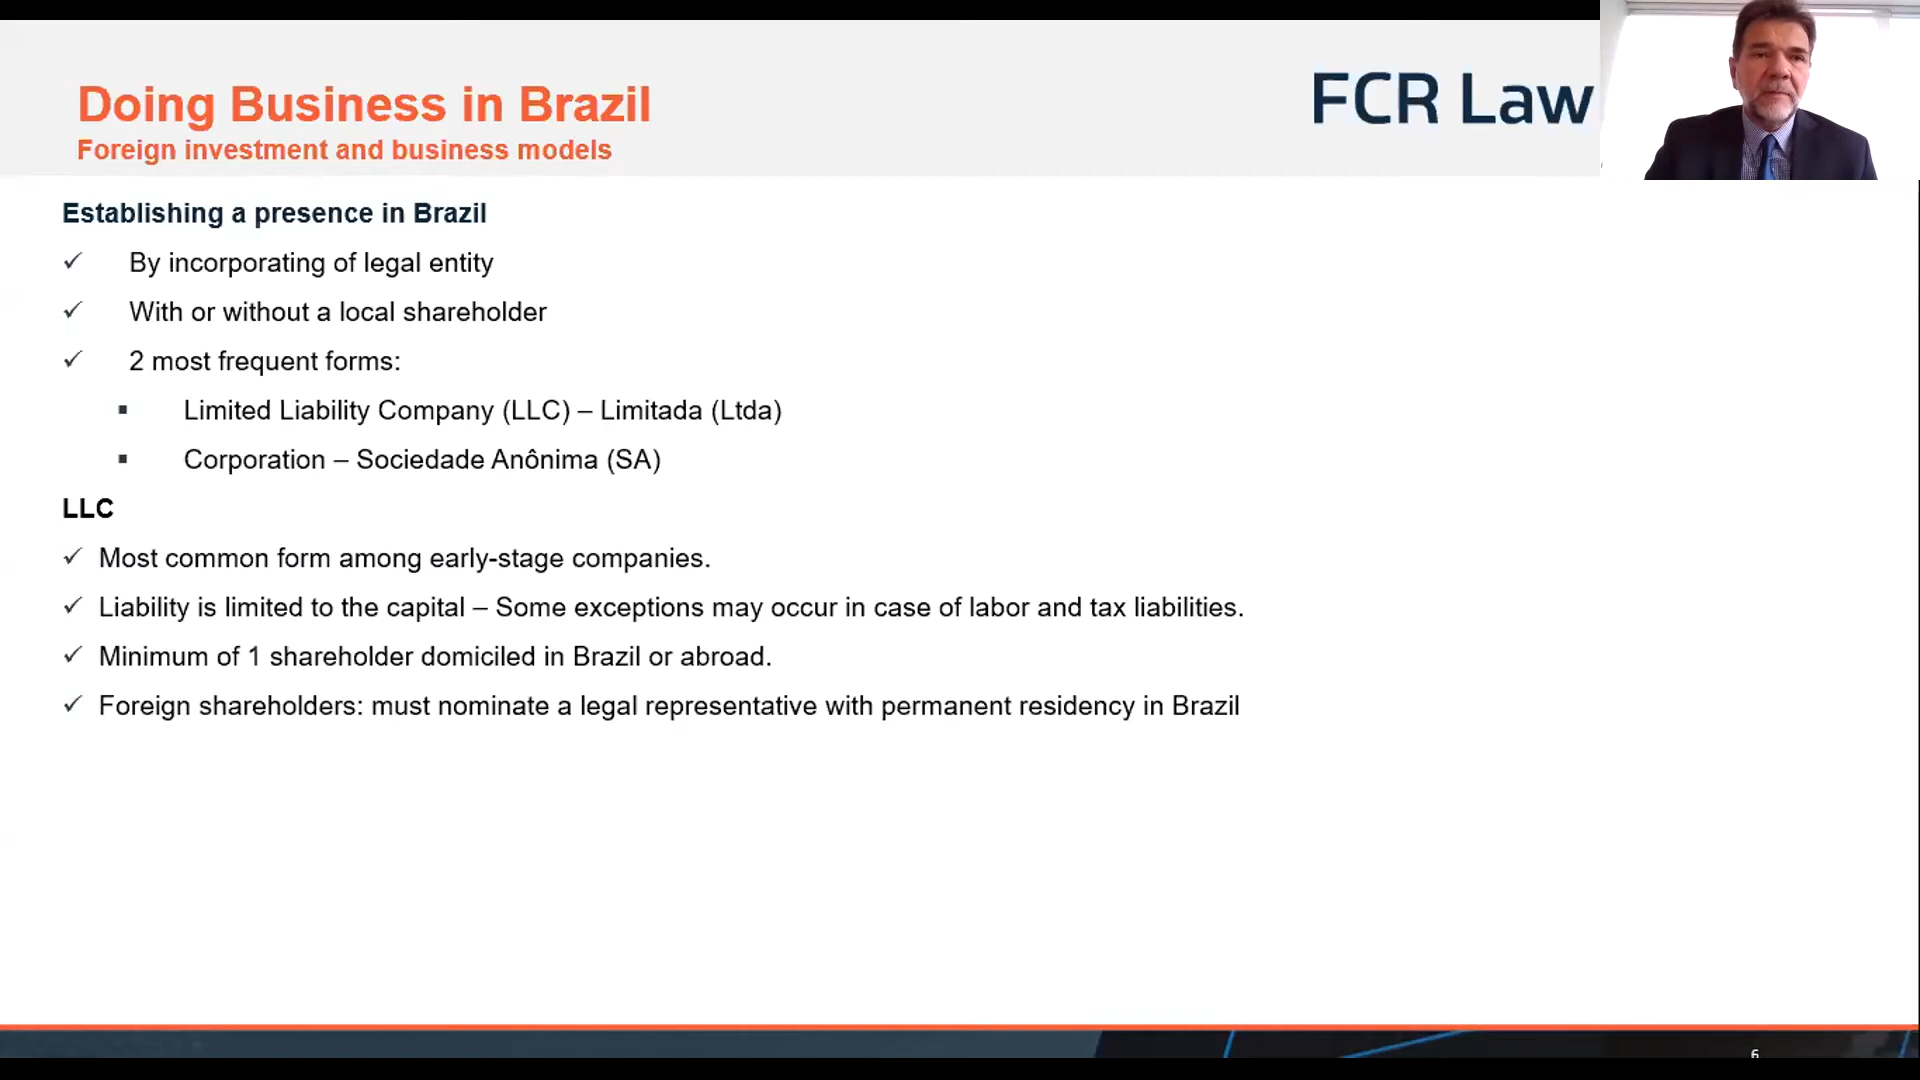 Doing Business in Brazil
Foreign investment and business models
FCR Law
Establishing a presence in Brazil
✓ By incorporating of legal entity
✓ With or without a local shareholder
✓ 2 most frequent forms:
▪ Limited Liability Company (LLC) – Limitada (Ltda)
▪ Corporation – Sociedade Anônima (SA)
LLC
✓ Most common form among early-stage companies.
✓ Liability is limited to the capital – Some exceptions may occur in case of labor and tax liabilities.
✓ Minimum of 1 shareholder domiciled in Brazil or abroad.
✓ Foreign shareholders: must nominate a legal representative with permanent residency in Brazil
6